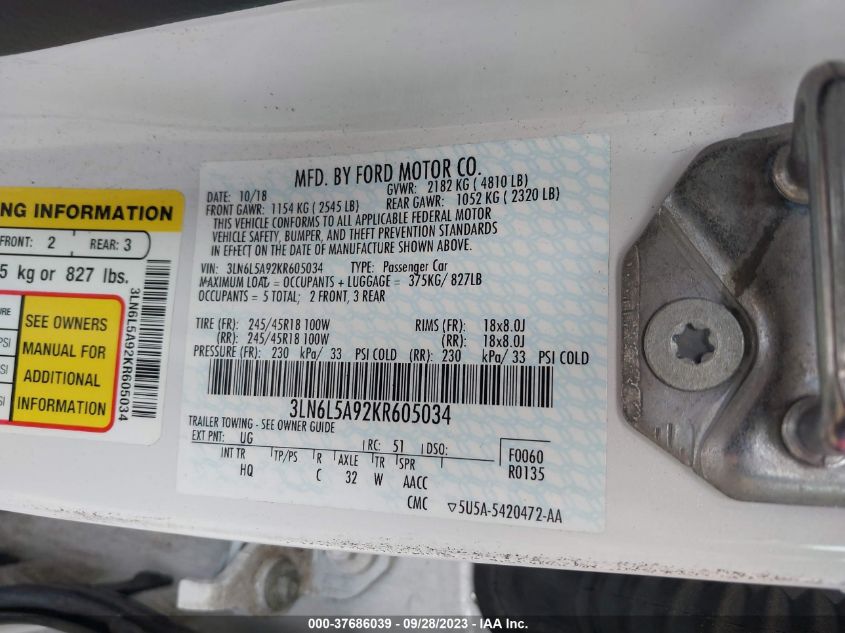 NG INFORMATION
FRONT: 2 REAR: 3
5 kg or 827 lbs.
SEE OWNERS
MANUAL FOR
ADDITIONAL
INFORMATION
3LN6L5A92KR605034
MFD. BY FORD MOTOR CO.
DATE: 10/18 GVWR: 2182 KG ( 4810 LB)
FRONT GAWR: 1154 KG ( 2545 LB) REAR GAWR: 1052 KG ( 2320 LB)
THIS VEHICLE CONFORMS TO ALL APPLICABLE FEDERAL MOTOR
VEHICLE SAFETY, BUMPER, AND THEFT PREVENTION STANDARDS
IN EFFECT ON THE DATE OF MANUFACTURE SHOWN ABOVE.
VIN: 3LN6L5A92KR605034 TYPE: Passenger Car
MAXIMUM LOAD = OCCUPANTS + LUGGAGE = 375KG/ 827LB
OCCUPANTS = 5 TOTAL; 2 FRONT, 3 REAR
TIRE (FR): 245/45R18 100W RIMS (FR): 18x8.0J
(RR): 245/45R18 100W (RR): 18x8.0J
PRESSURE (FR): 230 kPa/ 33 PSI COLD (RR): 230 kPa/ 33 PSI COLD
3LN6L5A92KR605034
TRAILER TOWING - SEE OWNER GUIDE
EXT PNT: UG RC: 51 DSO: F0060
INT TR TP/PS R AXLE TR SPR R0135
HQ C 32 W AACC
CMC ▽5U5A-5420472-AA
000-37686039 - 09/28/2023 - IAA Inc.